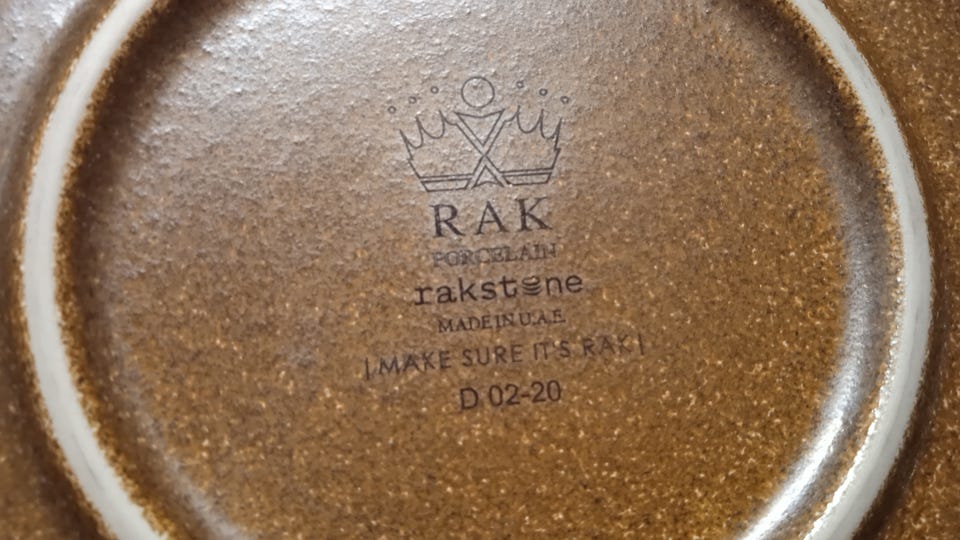 RAK
PORCELAIN
rakstone
MADE IN U.A.E.
| MAKE SURE IT'S RAK |
D 02-20